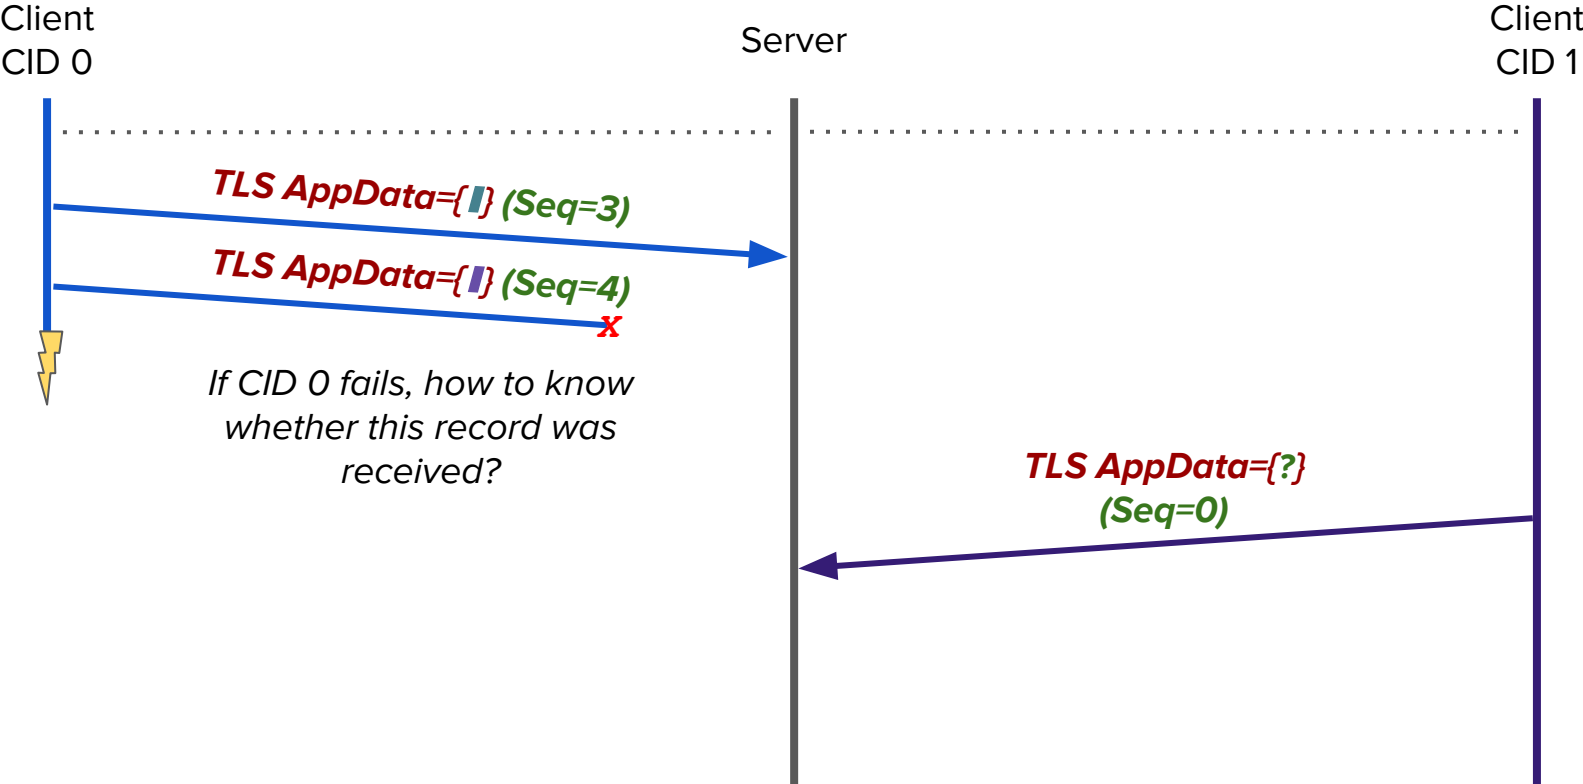 Client
CID 0
Server
Client
CID 1
TLS AppData={ } (Seq=3)
TLS AppData={ } (Seq=4)
x
If CID 0 fails, how to know
whether this record was
received?
TLS AppData={?}
(Seq=0)